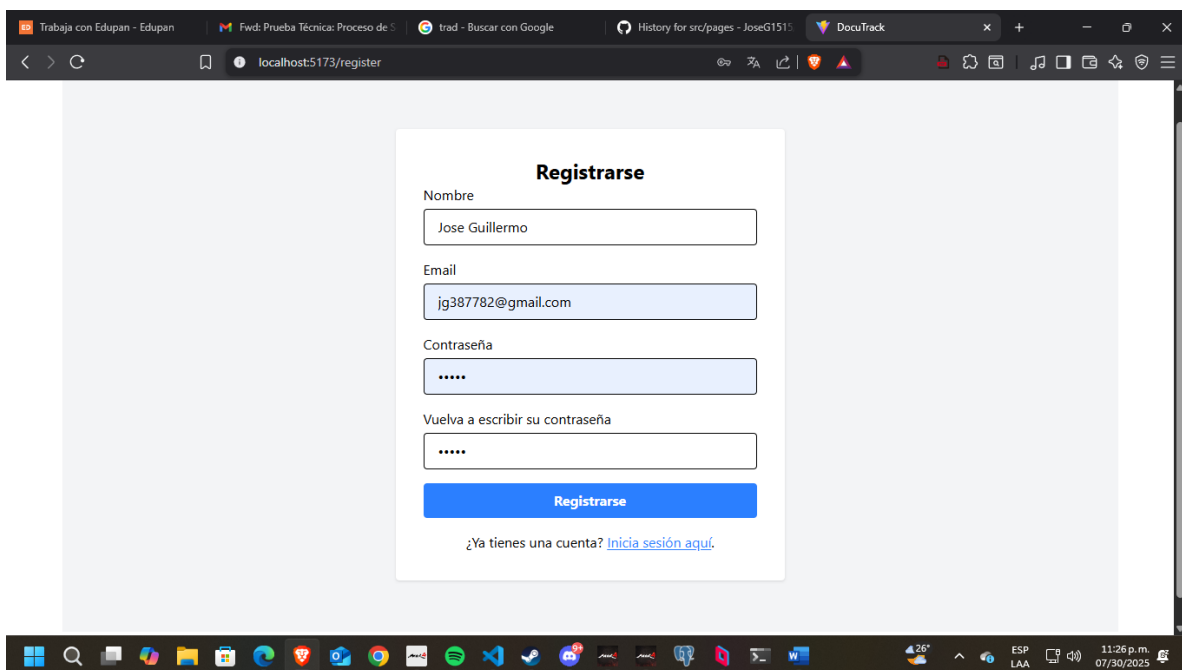 Trabaja con Edupan - Edupan
Fwd: Prueba Técnica: Proceso de S
trad - Buscar con Google
History for src/pages - JoseG1515
DocuTrack
localhost:5173/register
Registrarse
Nombre
Jose Guillermo
Email
jg387782@gmail.com
Contraseña
•••••
Vuelva a escribir su contraseña
•••••
Registrarse
¿Ya tienes una cuenta? Inicia sesión aquí.
26°
ESP
LAA
11:26 p.m.
07/30/2025